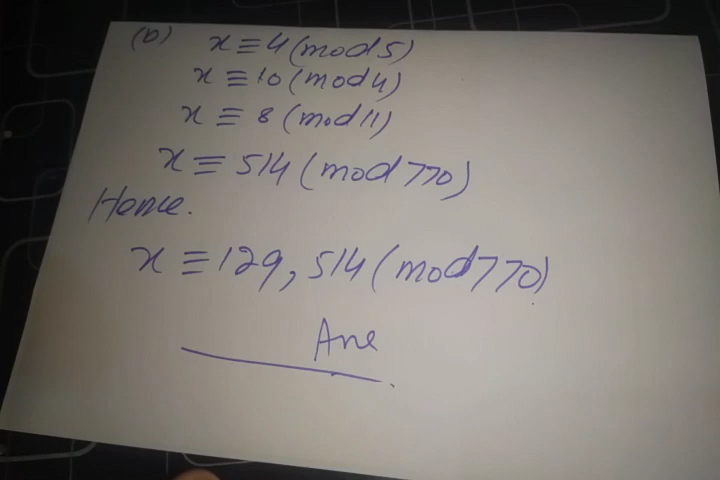 (b) x ≡ 4 (mod 5)
x ≡ 10 (mod 4)
x ≡ 8 (mod 11)
x ≡ 514 (mod 770)
Hence.
x ≡ 129, 514 (mod 770)
Ans